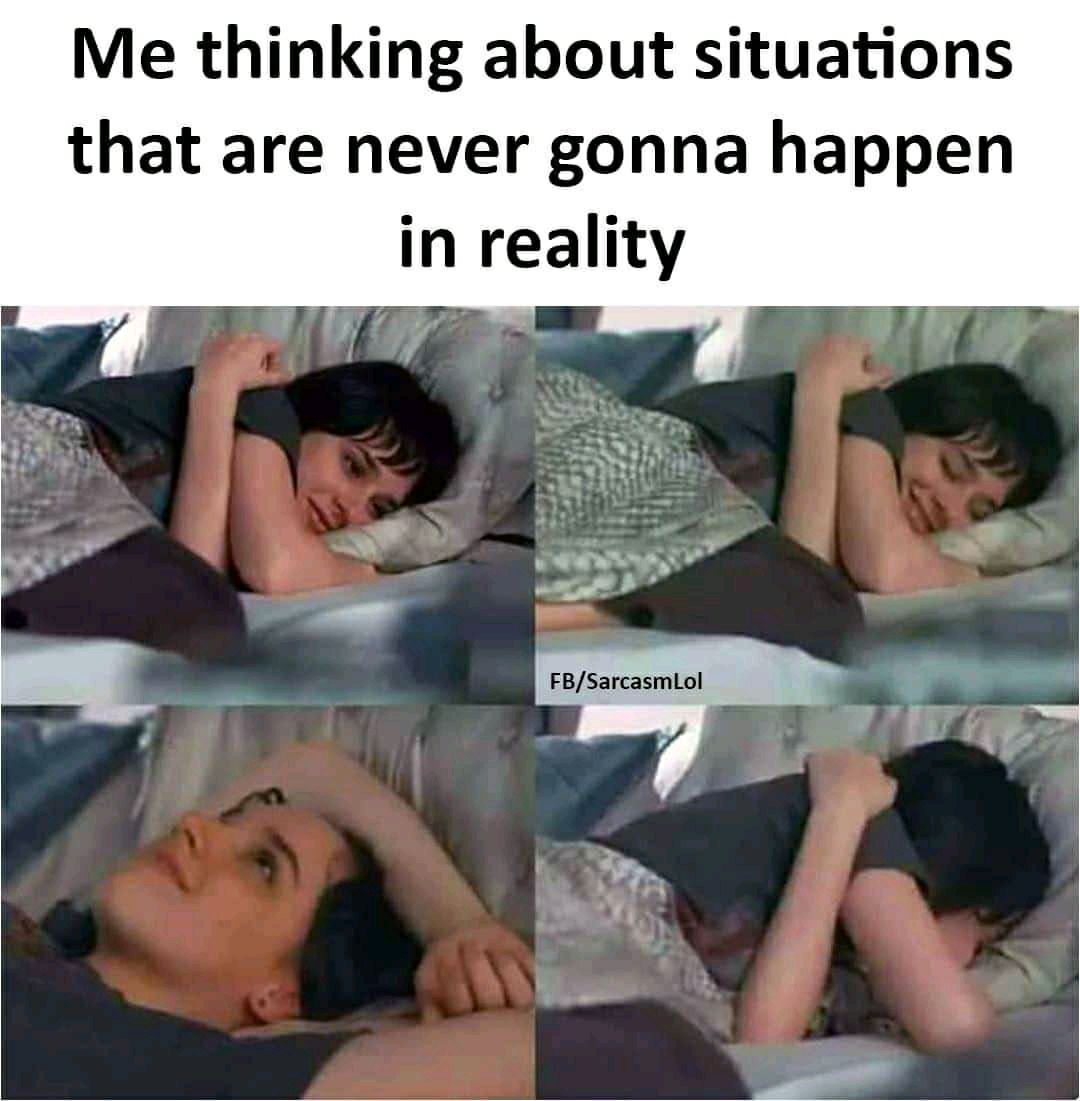 Me thinking about situations
that are never gonna happen
in reality
FB/SarcasmLol